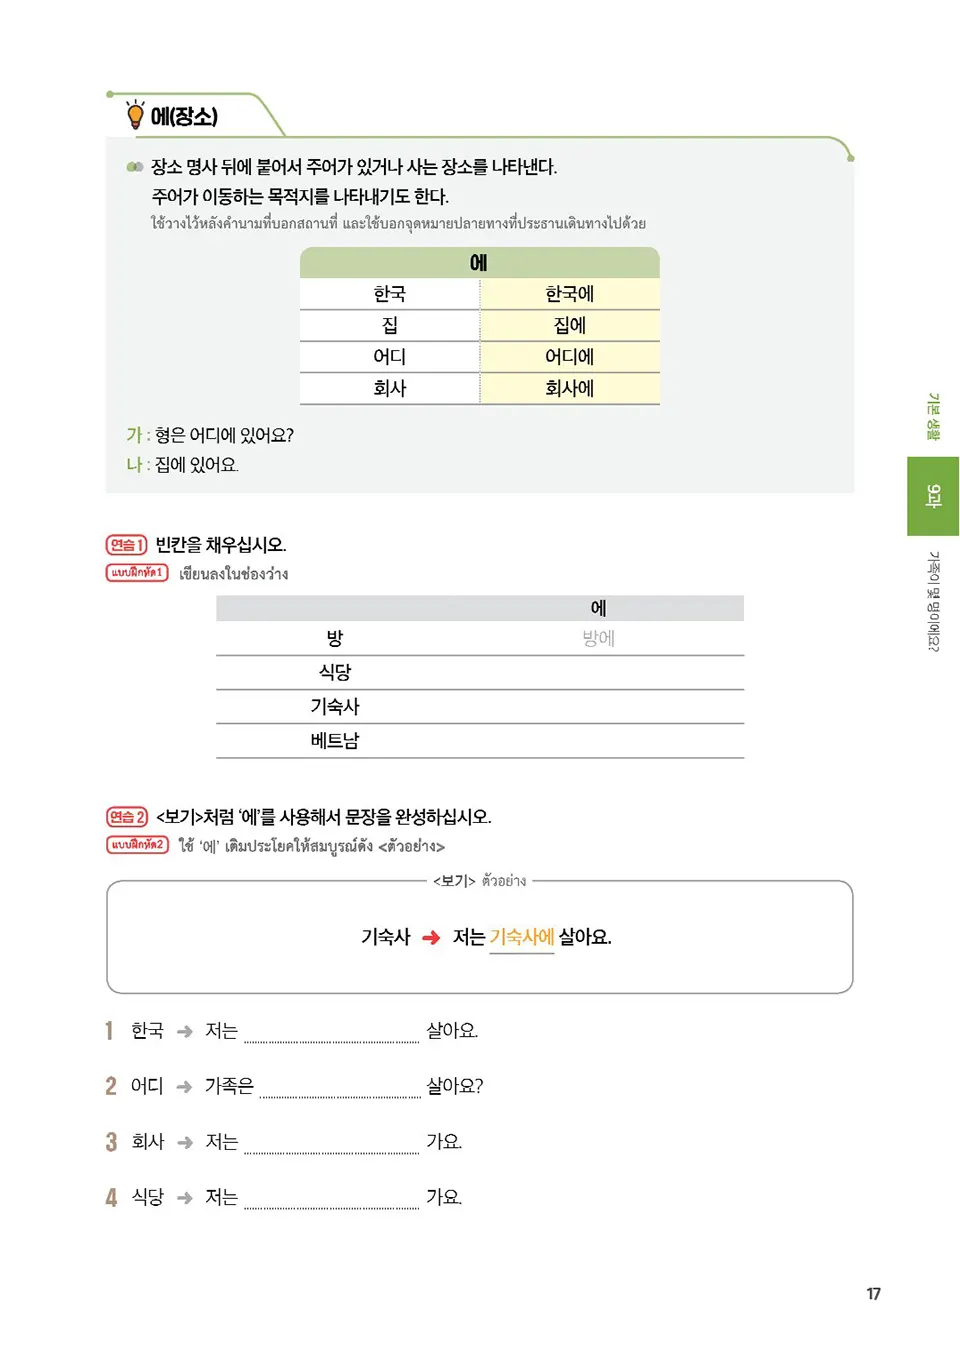 에(장소)
장소 명사 뒤에 붙어서 주어가 있거나 사는 장소를 나타낸다.
주어가 이동하는 목적지를 나타내기도 한다.
ใช้วางไว้หลังคำนามที่บอกสถานที่ และใช้บอกจุดหมายปลายทางที่ประธานเดินทางไปด้วย
에
한국 한국에
집 집에
어디 어디에
회사 회사에
가 : 형은 어디에 있어요?
나 : 집에 있어요.
연습 1 빈칸을 채우십시오.
แบบฝึกหัด1 เขียนลงในช่องว่าง
에
방 방에
식당
기숙사
베트남
연습 2 <보기>처럼 ‘에’를 사용해서 문장을 완성하십시오.
แบบฝึกหัด2 ใช้ ‘에’ เติมประโยคให้สมบูรณ์ดัง <ตัวอย่าง>
<보기> ตัวอย่าง
기숙사 ➜ 저는 기숙사에 살아요.
1 한국 ➜ 저는 살아요.
2 어디 ➜ 가족은 살아요?
3 회사 ➜ 저는 가요.
4 식당 ➜ 저는 가요.
기본 생활
9과
가족이 몇 명이에요?
17